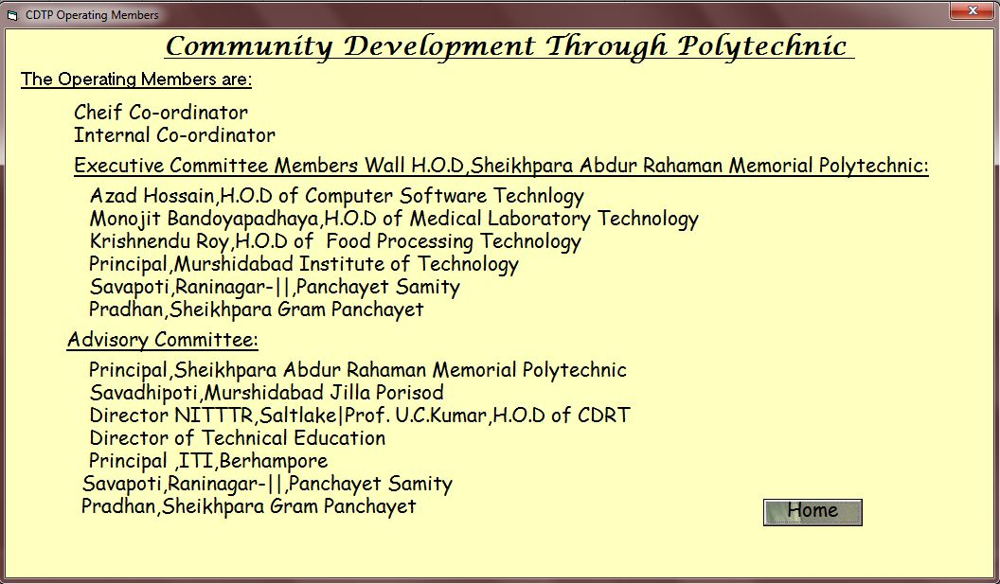 CDTP Operating Members
Community Development Through Polytechnic
The Operating Members are:
Cheif Co-ordinator
Internal Co-ordinator
Executive Committee Members Wall H.O.D,Sheikhpara Abdur Rahaman Memorial Polytechnic:
Azad Hossain,H.O.D of Computer Software Technlogy
Monojit Bandoyapadhaya,H.O.D of Medical Laboratory Technology
Krishnendu Roy,H.O.D of  Food Processing Technology
Principal,Murshidabad Institute of Technology
Savapoti,Raninagar-||,Panchayet Samity
Pradhan,Sheikhpara Gram Panchayet
Advisory Committee:
Principal,Sheikhpara Abdur Rahaman Memorial Polytechnic
Savadhipoti,Murshidabad Jilla Porisod
Director NITTTR,Saltlake|Prof. U.C.Kumar,H.O.D of CDRT
Director of Technical Education
Principal ,ITI,Berhampore
Savapoti,Raninagar-||,Panchayet Samity
Pradhan,Sheikhpara Gram Panchayet
Home